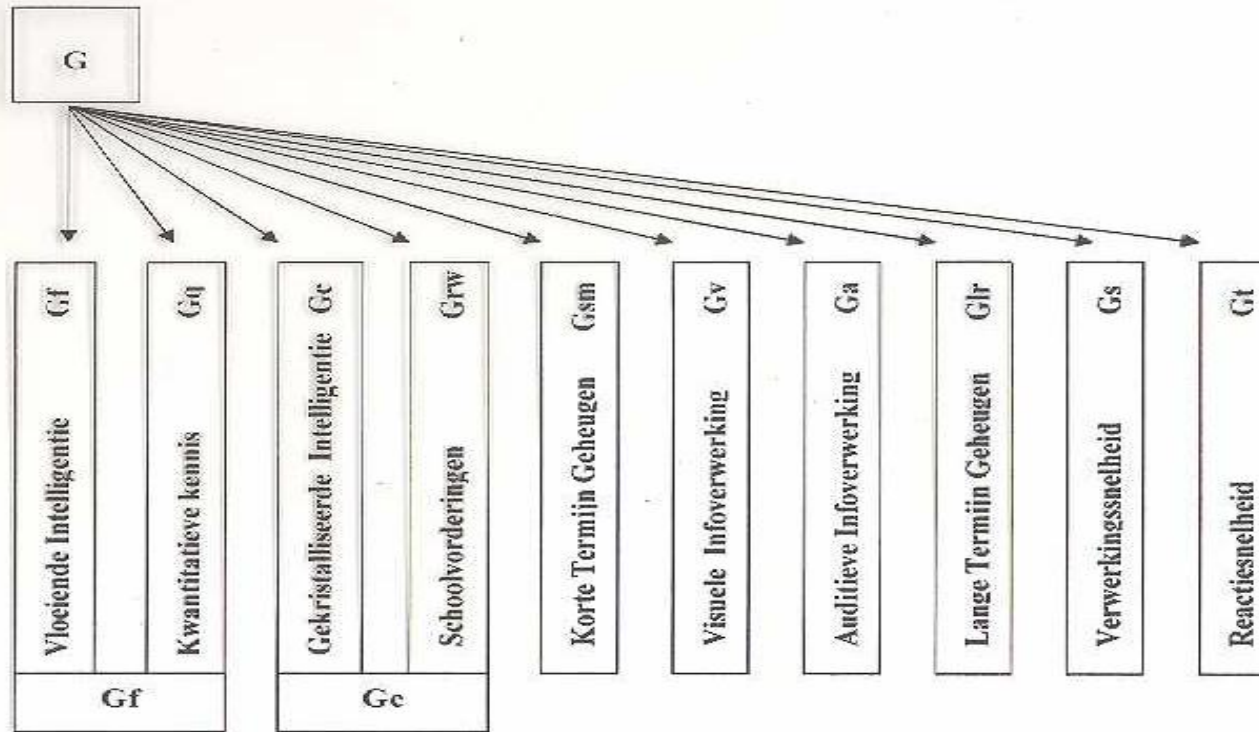 G
Vloeiende Intelligentie Gf
Kwantitatieve kennis Gq
Gekristalliseerde Intelligentie Gc
Schoolvorderingen Grw
Korte Termijn Geheugen Gsm
Visuele Infoverwerking Gv
Auditieve Infoverwerking Ga
Lange Termijn Geheugen Glr
Verwerkingssnelheid Gs
Reactiesnelheid Gt
Gf
Gc